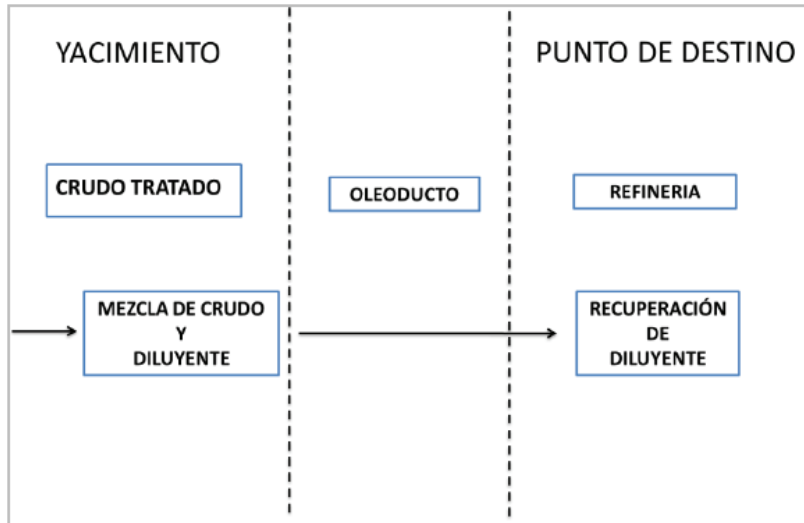 YACIMIENTO
PUNTO DE DESTINO
CRUDO TRATADO
OLEODUCTO
REFINERIA
MEZCLA DE CRUDO
Y
DILUYENTE
RECUPERACIÓN
DE
DILUYENTE